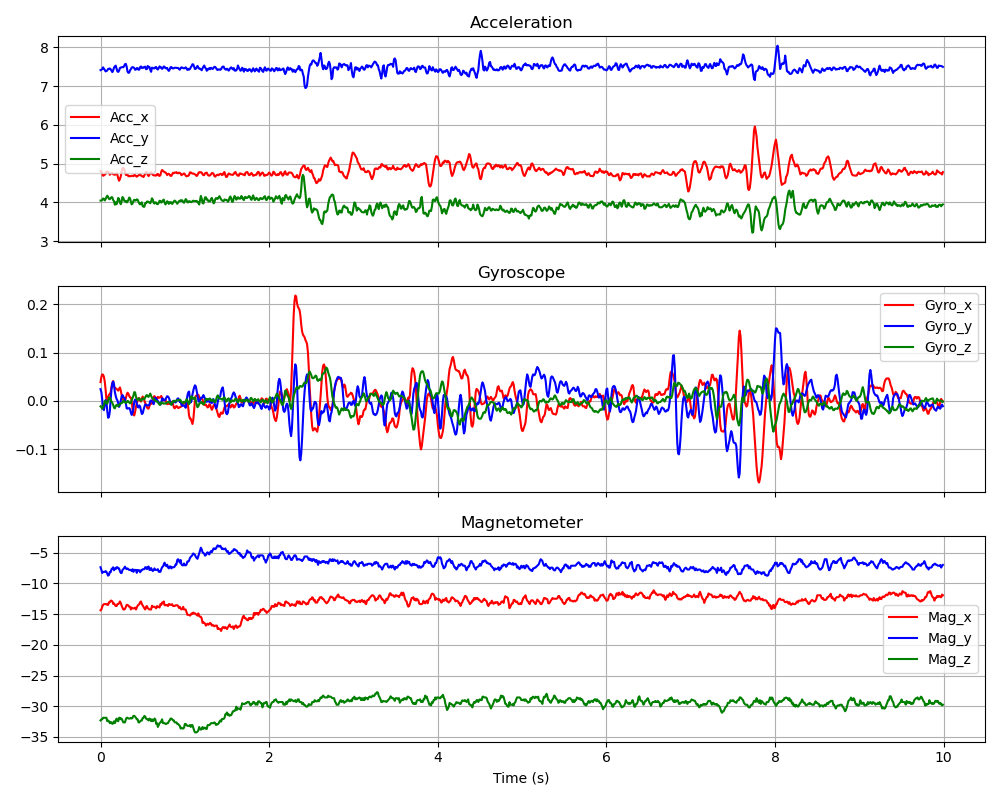 Acceleration
8
7
6
5
4
3
Acc_x
Acc_y
Acc_z
Gyroscope
0.2
0.1
0.0
−0.1
Gyro_x
Gyro_y
Gyro_z
Magnetometer
−5
−10
−15
−20
−25
−30
−35
Mag_x
Mag_y
Mag_z
0 2 4 6 8 10
Time (s)